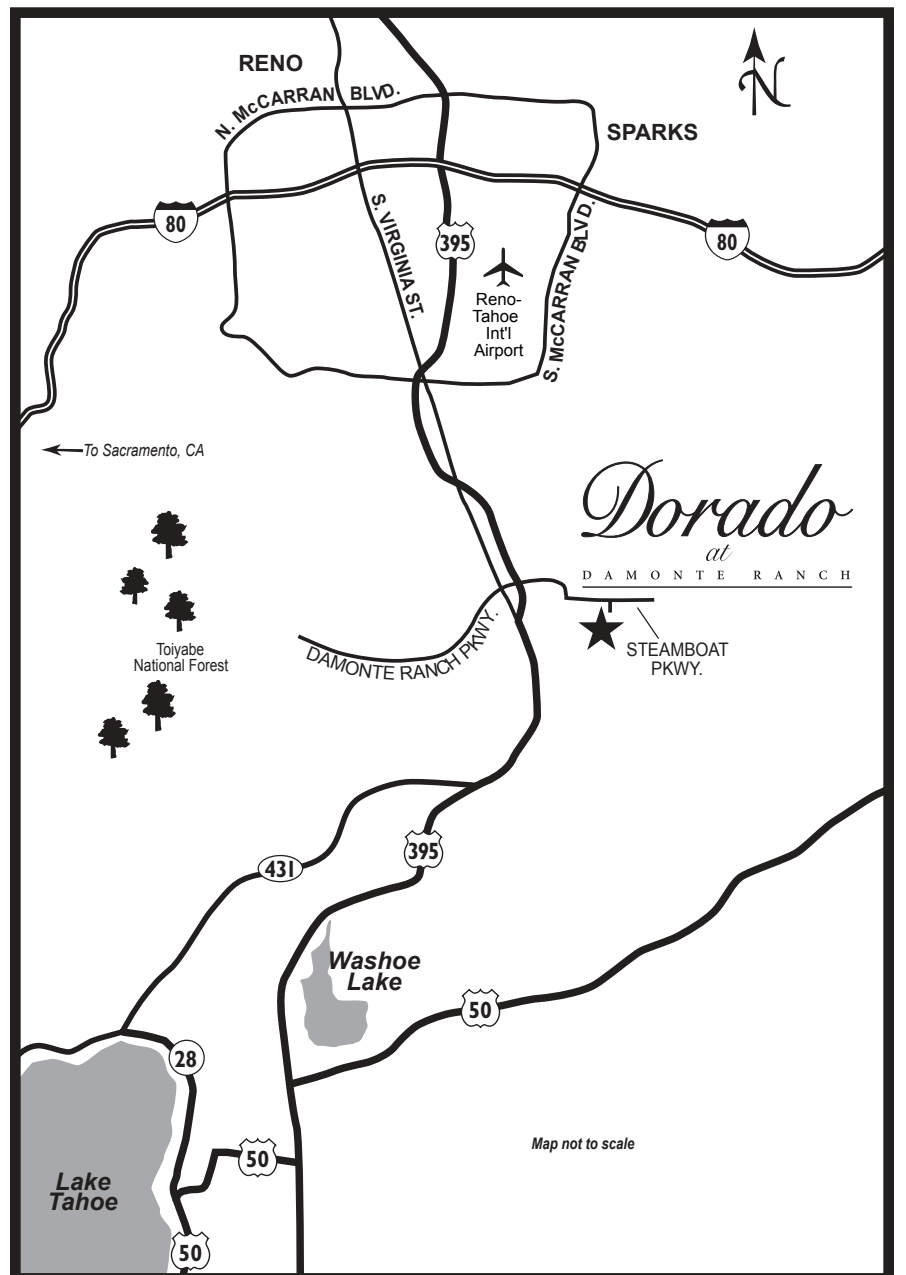 RENO
N. McCARRAN BLVD.
N
SPARKS
80
S. VIRGINIA ST.
395
80
S. McCARRAN BLVD.
Reno-
Tahoe
Int'l
Airport
To Sacramento, CA
Dorado
at
DAMONTE RANCH
Toiyabe
National Forest
DAMONTE RANCH PKWY.
STEAMBOAT
PKWY.
395
431
Washoe
Lake
50
28
Map not to scale
50
Lake
Tahoe
50